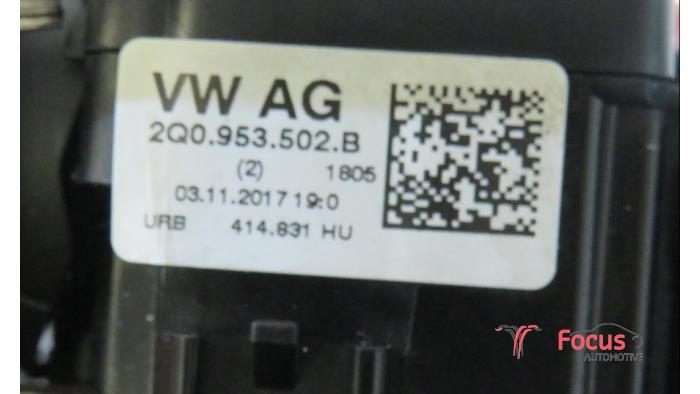 VW AG
2Q0.953.502.B
(2) 1805
03.11.2017 19:0
URB 414.831 HU
Focus
AUTOMOTIVE